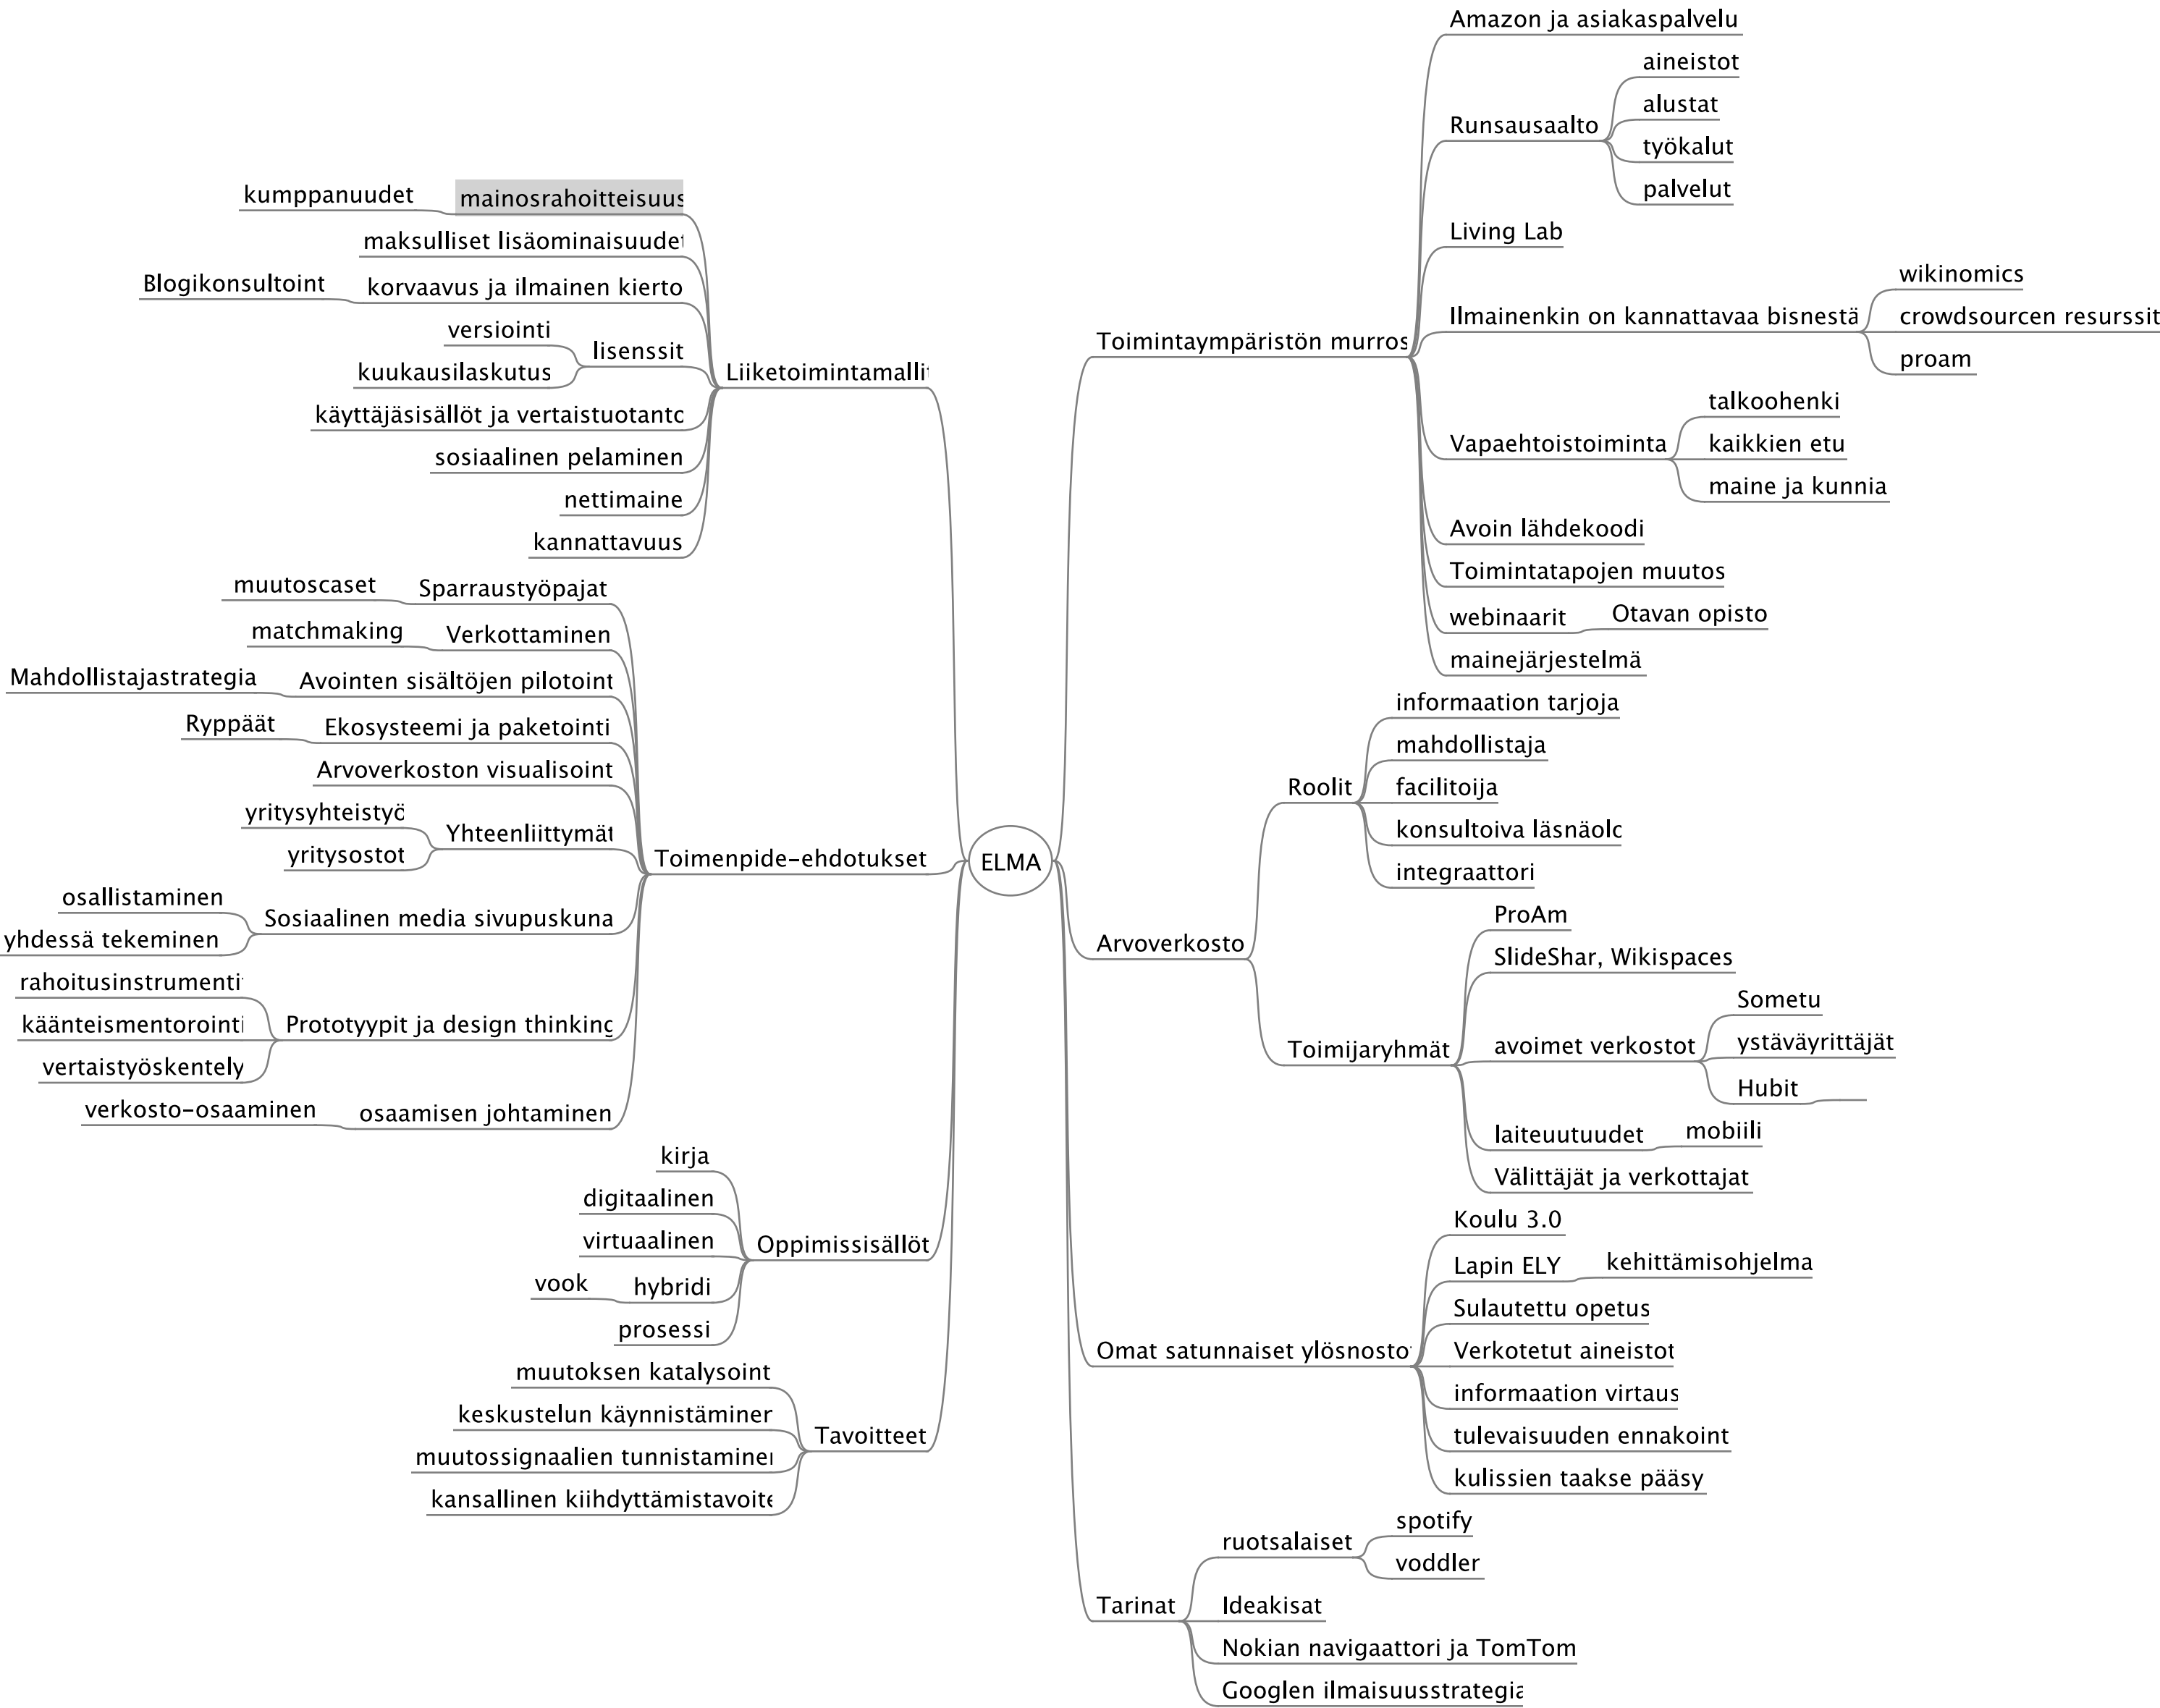 ELMA
Liiketoimintamallit
mainosrahoitteisuus
kumppanuudet
maksulliset lisäominaisuudet
korvaavus ja ilmainen kierto
Blogikonsultoint
lisenssit
versiointi
kuukausilaskutus
käyttäjäsisällöt ja vertaistuotanto
sosiaalinen pelaminen
nettimaine
kannattavuus
Toimenpide-ehdotukset
Sparraustyöpajat
muutoscaset
Verkottaminen
matchmaking
Avointen sisältöjen pilotoint
Mahdollistajastrategia
Ekosysteemi ja paketointi
Ryppäät
Arvoverkoston visualisoint
Yhteenliittymät
yritysyhteistyö
yritysostot
Sosiaalinen media sivupuskuna
osallistaminen
yhdessä tekeminen
Prototyypit ja design thinking
rahoitusinstrumenti
käänteismentorointi
vertaistyöskentely
osaamisen johtaminen
verkosto-osaaminen
Oppimissisällöt
kirja
digitaalinen
virtuaalinen
hybridi
vook
prosessi
Tavoitteet
muutoksen katalysoint
keskustelun käynnistäminen
muutossignaalien tunnistaminen
kansallinen kiihdyttämistavoite
Toimintaympäristön murros
Amazon ja asiakaspalvelu
Runsausaalto
aineistot
alustat
työkalut
palvelut
Living Lab
Ilmainenkin on kannattavaa bisnestä
wikinomics
crowdsourcen resurssit
proam
Vapaehtoistoiminta
talkoohenki
kaikkien etu
maine ja kunnia
Avoin lähdekoodi
Toimintatapojen muutos
webinaarit
Otavan opisto
mainejärjestelmä
Arvoverkosto
Roolit
informaation tarjoja
mahdollistaja
facilitoija
konsultoiva läsnäolo
integraattori
Toimijaryhmät
ProAm
SlideShar, Wikispaces
avoimet verkostot
Sometu
ystäväyrittäjät
Hubit
laiteuutuudet
mobiili
Välittäjät ja verkottajat
Omat satunnaiset ylösnostot
Koulu 3.0
Lapin ELY
kehittämisohjelma
Sulautettu opetus
Verkotetut aineistot
informaation virtaus
tulevaisuuden ennakoint
kulissien taakse pääsy
Tarinat
ruotsalaiset
spotify
voddler
Ideakisat
Nokian navigaattori ja TomTom
Googlen ilmaisuusstrategia